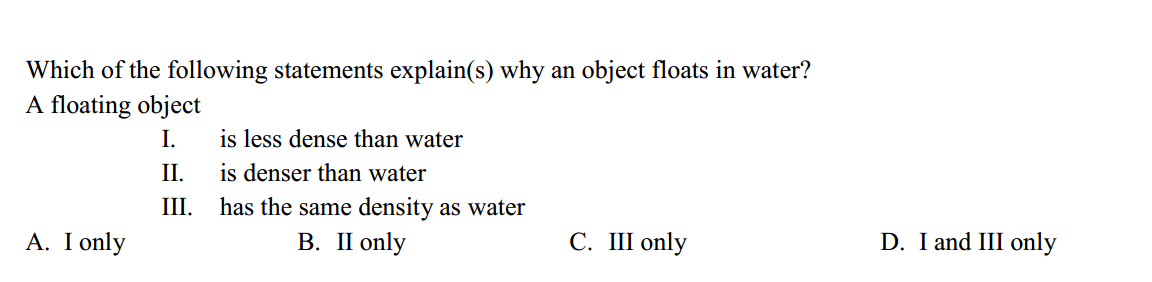 Which of the following statements explain(s) why an object floats in water?
A floating object
I. is less dense than water
II. is denser than water
III. has the same density as water
A. I only B. II only C. III only D. I and III only